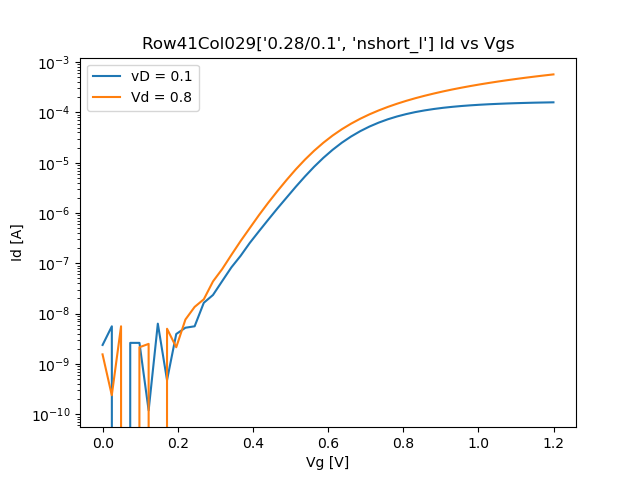 Row41Col029['0.28/0.1', 'nshort_l'] Id vs Vgs
vD = 0.1
Vd = 0.8
Id [A]
10⁻³
10⁻⁴
10⁻⁵
10⁻⁶
10⁻⁷
10⁻⁸
10⁻⁹
10⁻¹⁰
0.0 0.2 0.4 0.6 0.8 1.0 1.2
Vg [V]